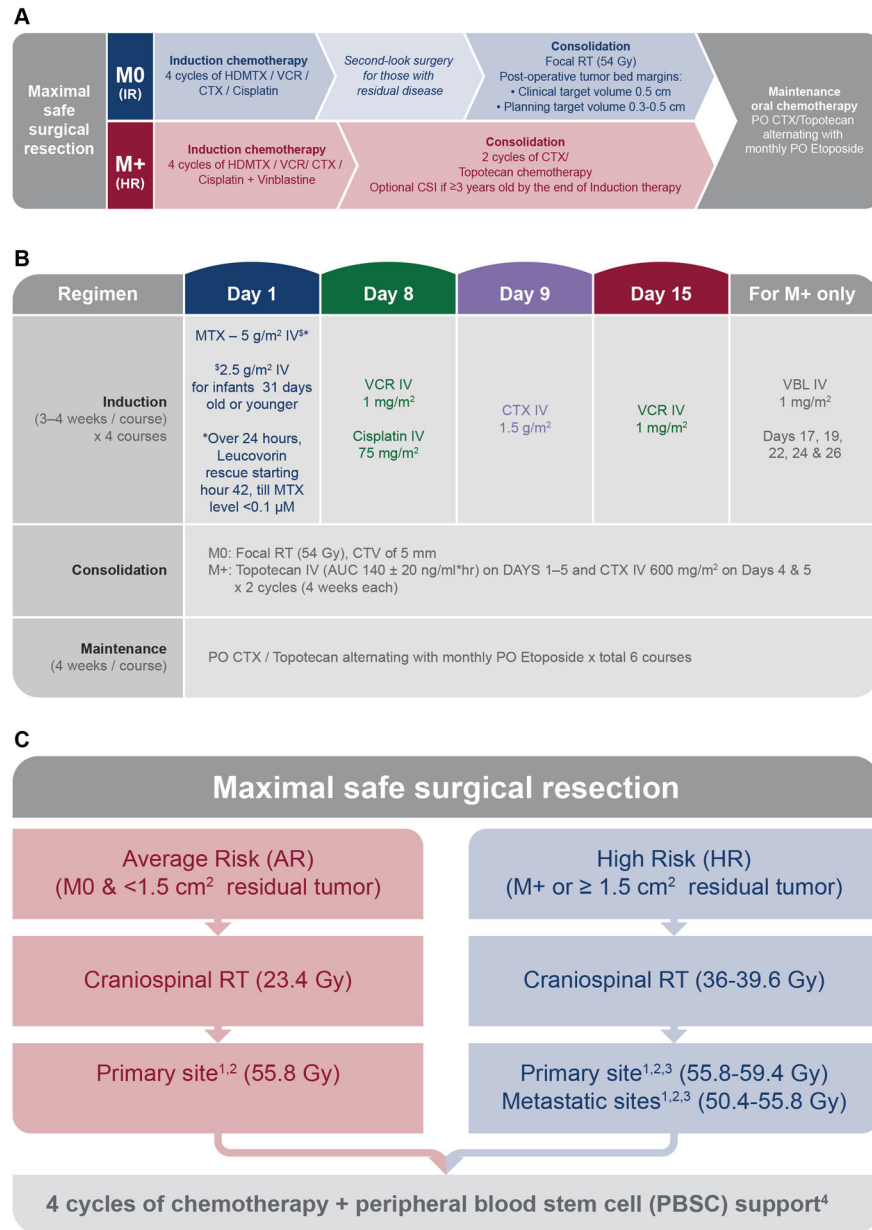 A
Maximal
safe
surgical
resection
M0
(IR)
Induction chemotherapy
4 cycles of HDMTX / VCR /
CTX / Cisplatin
Second-look surgery
for those with
residual disease
Consolidation
Focal RT (54 Gy)
Post-operative tumor bed margins:
• Clinical target volume 0.5 cm
• Planning target volume 0.3-0.5 cm
M+
(HR)
Induction chemotherapy
4 cycles of HDMTX / VCR/ CTX /
Cisplatin + Vinblastine
Consolidation
2 cycles of CTX/
Topotecan chemotherapy
Optional CSI if ≥3 years old by the end of Induction therapy
Maintenance
oral chemotherapy
PO CTX/Topotecan
alternating with
monthly PO Etoposide
B
Regimen
Day 1
Day 8
Day 9
Day 15
For M+ only
Induction
(3–4 weeks / course)
x 4 courses
MTX – 5 g/m² IV$*
$2.5 g/m² IV
for infants 31 days
old or younger
*Over 24 hours,
Leucovorin
rescue starting
hour 42, till MTX
level <0.1 µM
VCR IV
1 mg/m²
Cisplatin IV
75 mg/m²
CTX IV
1.5 g/m²
VCR IV
1 mg/m²
VBL IV
1 mg/m²
Days 17, 19,
22, 24 & 26
Consolidation
M0: Focal RT (54 Gy), CTV of 5 mm
M+: Topotecan IV (AUC 140 ± 20 ng/ml*hr) on DAYS 1–5 and CTX IV 600 mg/m² on Days 4 & 5
x 2 cycles (4 weeks each)
Maintenance
(4 weeks / course)
PO CTX / Topotecan alternating with monthly PO Etoposide x total 6 courses
C
Maximal safe surgical resection
Average Risk (AR)
(M0 & <1.5 cm² residual tumor)
High Risk (HR)
(M+ or ≥ 1.5 cm² residual tumor)
Craniospinal RT (23.4 Gy)
Craniospinal RT (36-39.6 Gy)
Primary site¹,² (55.8 Gy)
Primary site¹,²,³ (55.8-59.4 Gy)
Metastatic sites¹,²,³ (50.4-55.8 Gy)
4 cycles of chemotherapy + peripheral blood stem cell (PBSC) support⁴